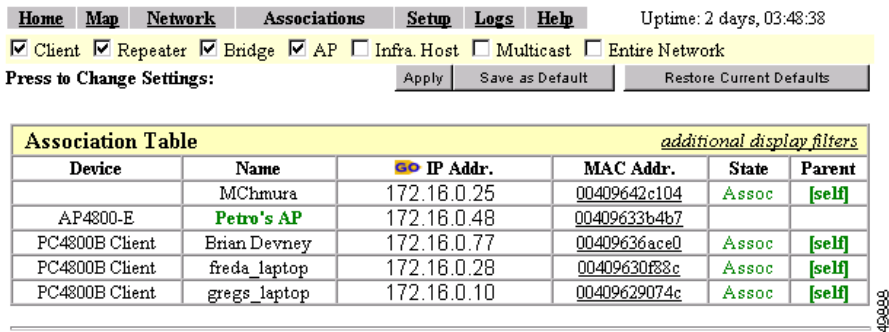 Home Map Network Associations Setup Logs Help Uptime: 2 days, 03:48:38
Client Repeater Bridge AP Infra. Host Multicast Entire Network
Press to Change Settings: Apply Save as Default Restore Current Defaults
Association Table additional display filters
Device Name GO IP Addr. MAC Addr. State Parent
MChmura 172.16.0.25 00409642c104 Assoc [self]
AP4800-E Petro's AP 172.16.0.48 00409633b4b7
PC4800B Client Brian Devney 172.16.0.77 00409636ace0 Assoc [self]
PC4800B Client freda_laptop 172.16.0.28 00409630f88c Assoc [self]
PC4800B Client gregs_laptop 172.16.0.10 00409629074c Assoc [self]
49888